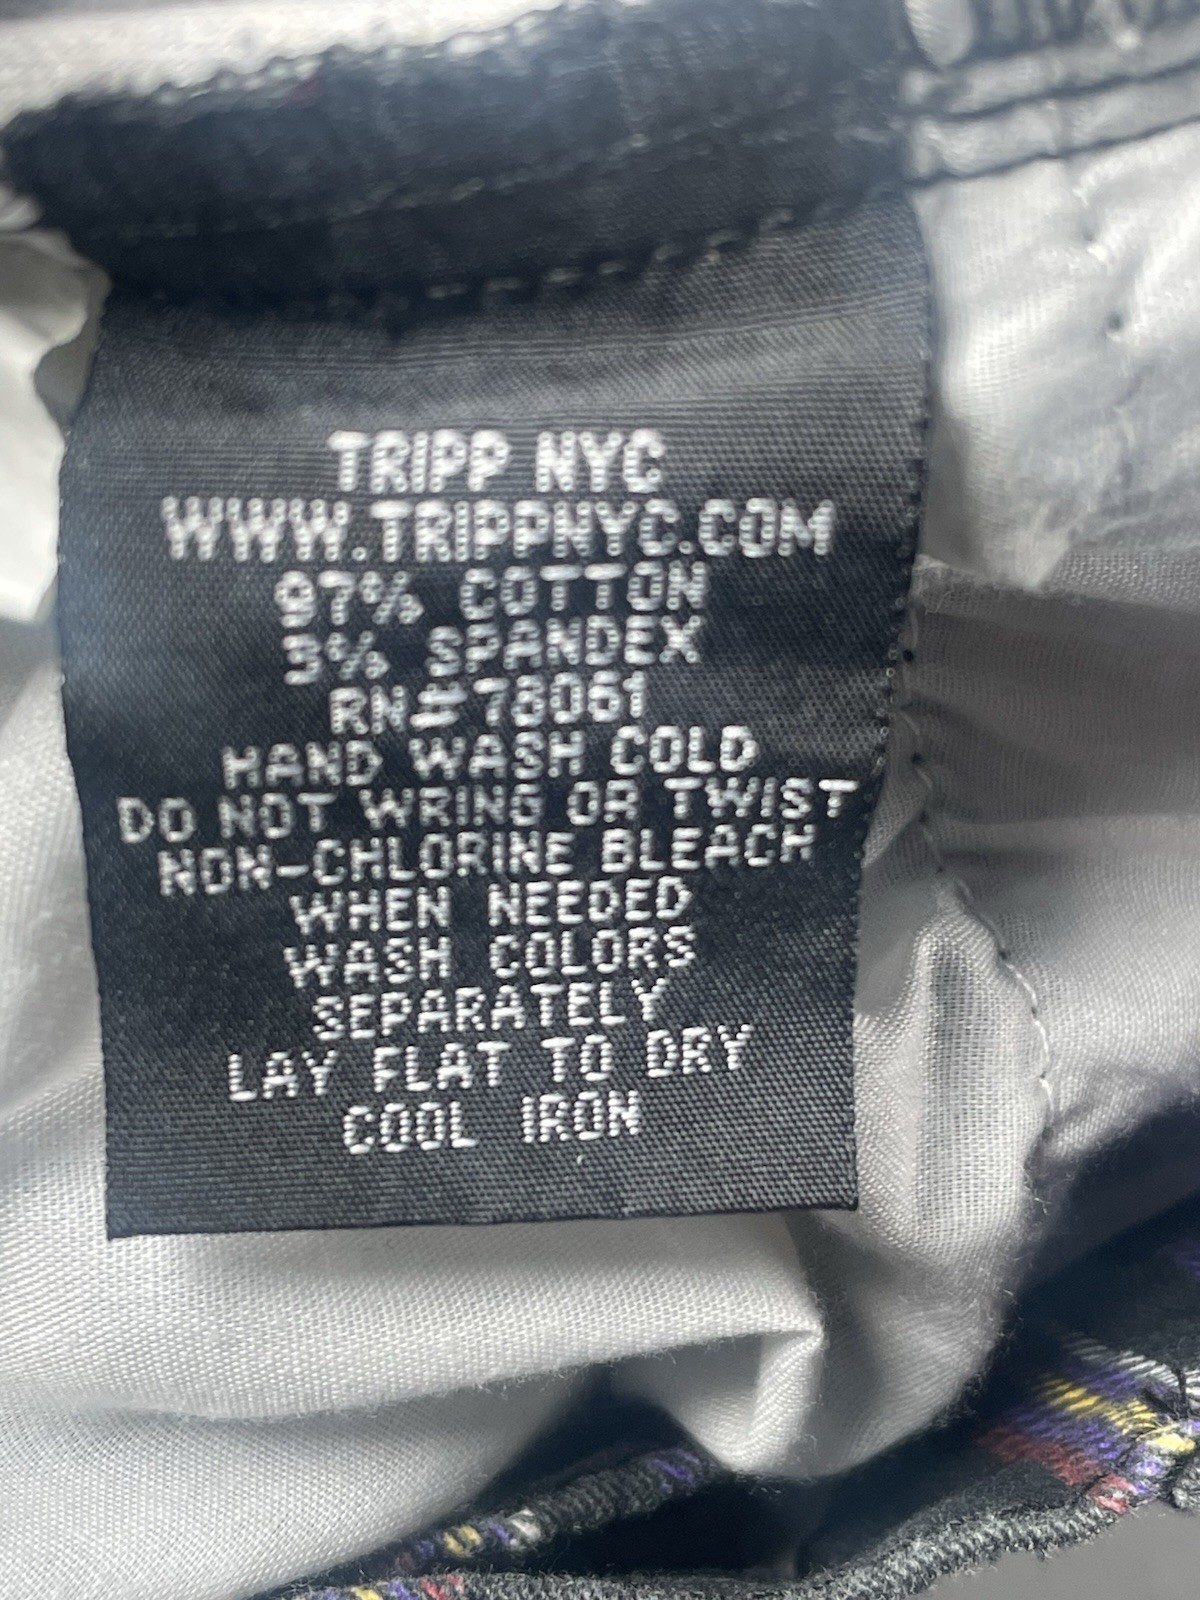 TRIPP NYC
WWW.TRIPPNYC.COM
97% COTTON
3% SPANDEX
RN#78061
HAND WASH COLD
DO NOT WRING OR TWIST
NON-CHLORINE BLEACH
WHEN NEEDED
WASH COLORS
SEPARATELY
LAY FLAT TO DRY
COOL IRON